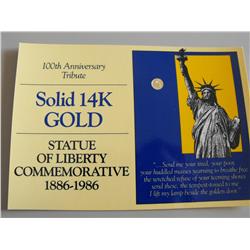 100th Anniversary
Tribute
Solid 14K
GOLD
STATUE
OF LIBERTY
COMMEMORATIVE
1886-1986
"... Send me your tired, your poor,
your huddled masses yearning to breathe free
the wretched refuse of your teeming shores
send these, the tempest-tossed to me
I lift my lamp beside the golden door."